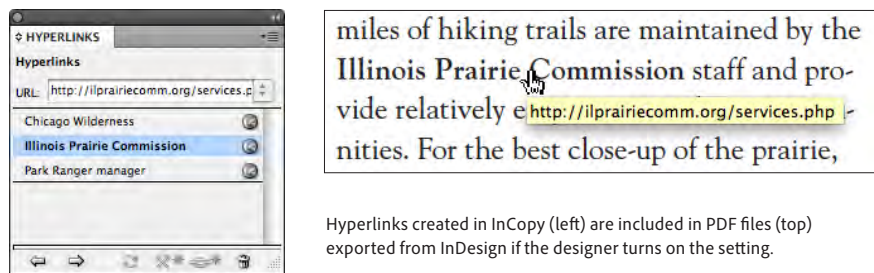 HYPERLINKS
Hyperlinks
URL: http://ilprairiecomm.org/services.p
Chicago Wilderness
Illinois Prairie Commission
Park Ranger manager
miles of hiking trails are maintained by the
Illinois Prairie Commission staff and pro-
vide relatively e
http://ilprairiecomm.org/services.php
nities. For the best close-up of the prairie,
Hyperlinks created in InCopy (left) are included in PDF files (top)
exported from InDesign if the designer turns on the setting.